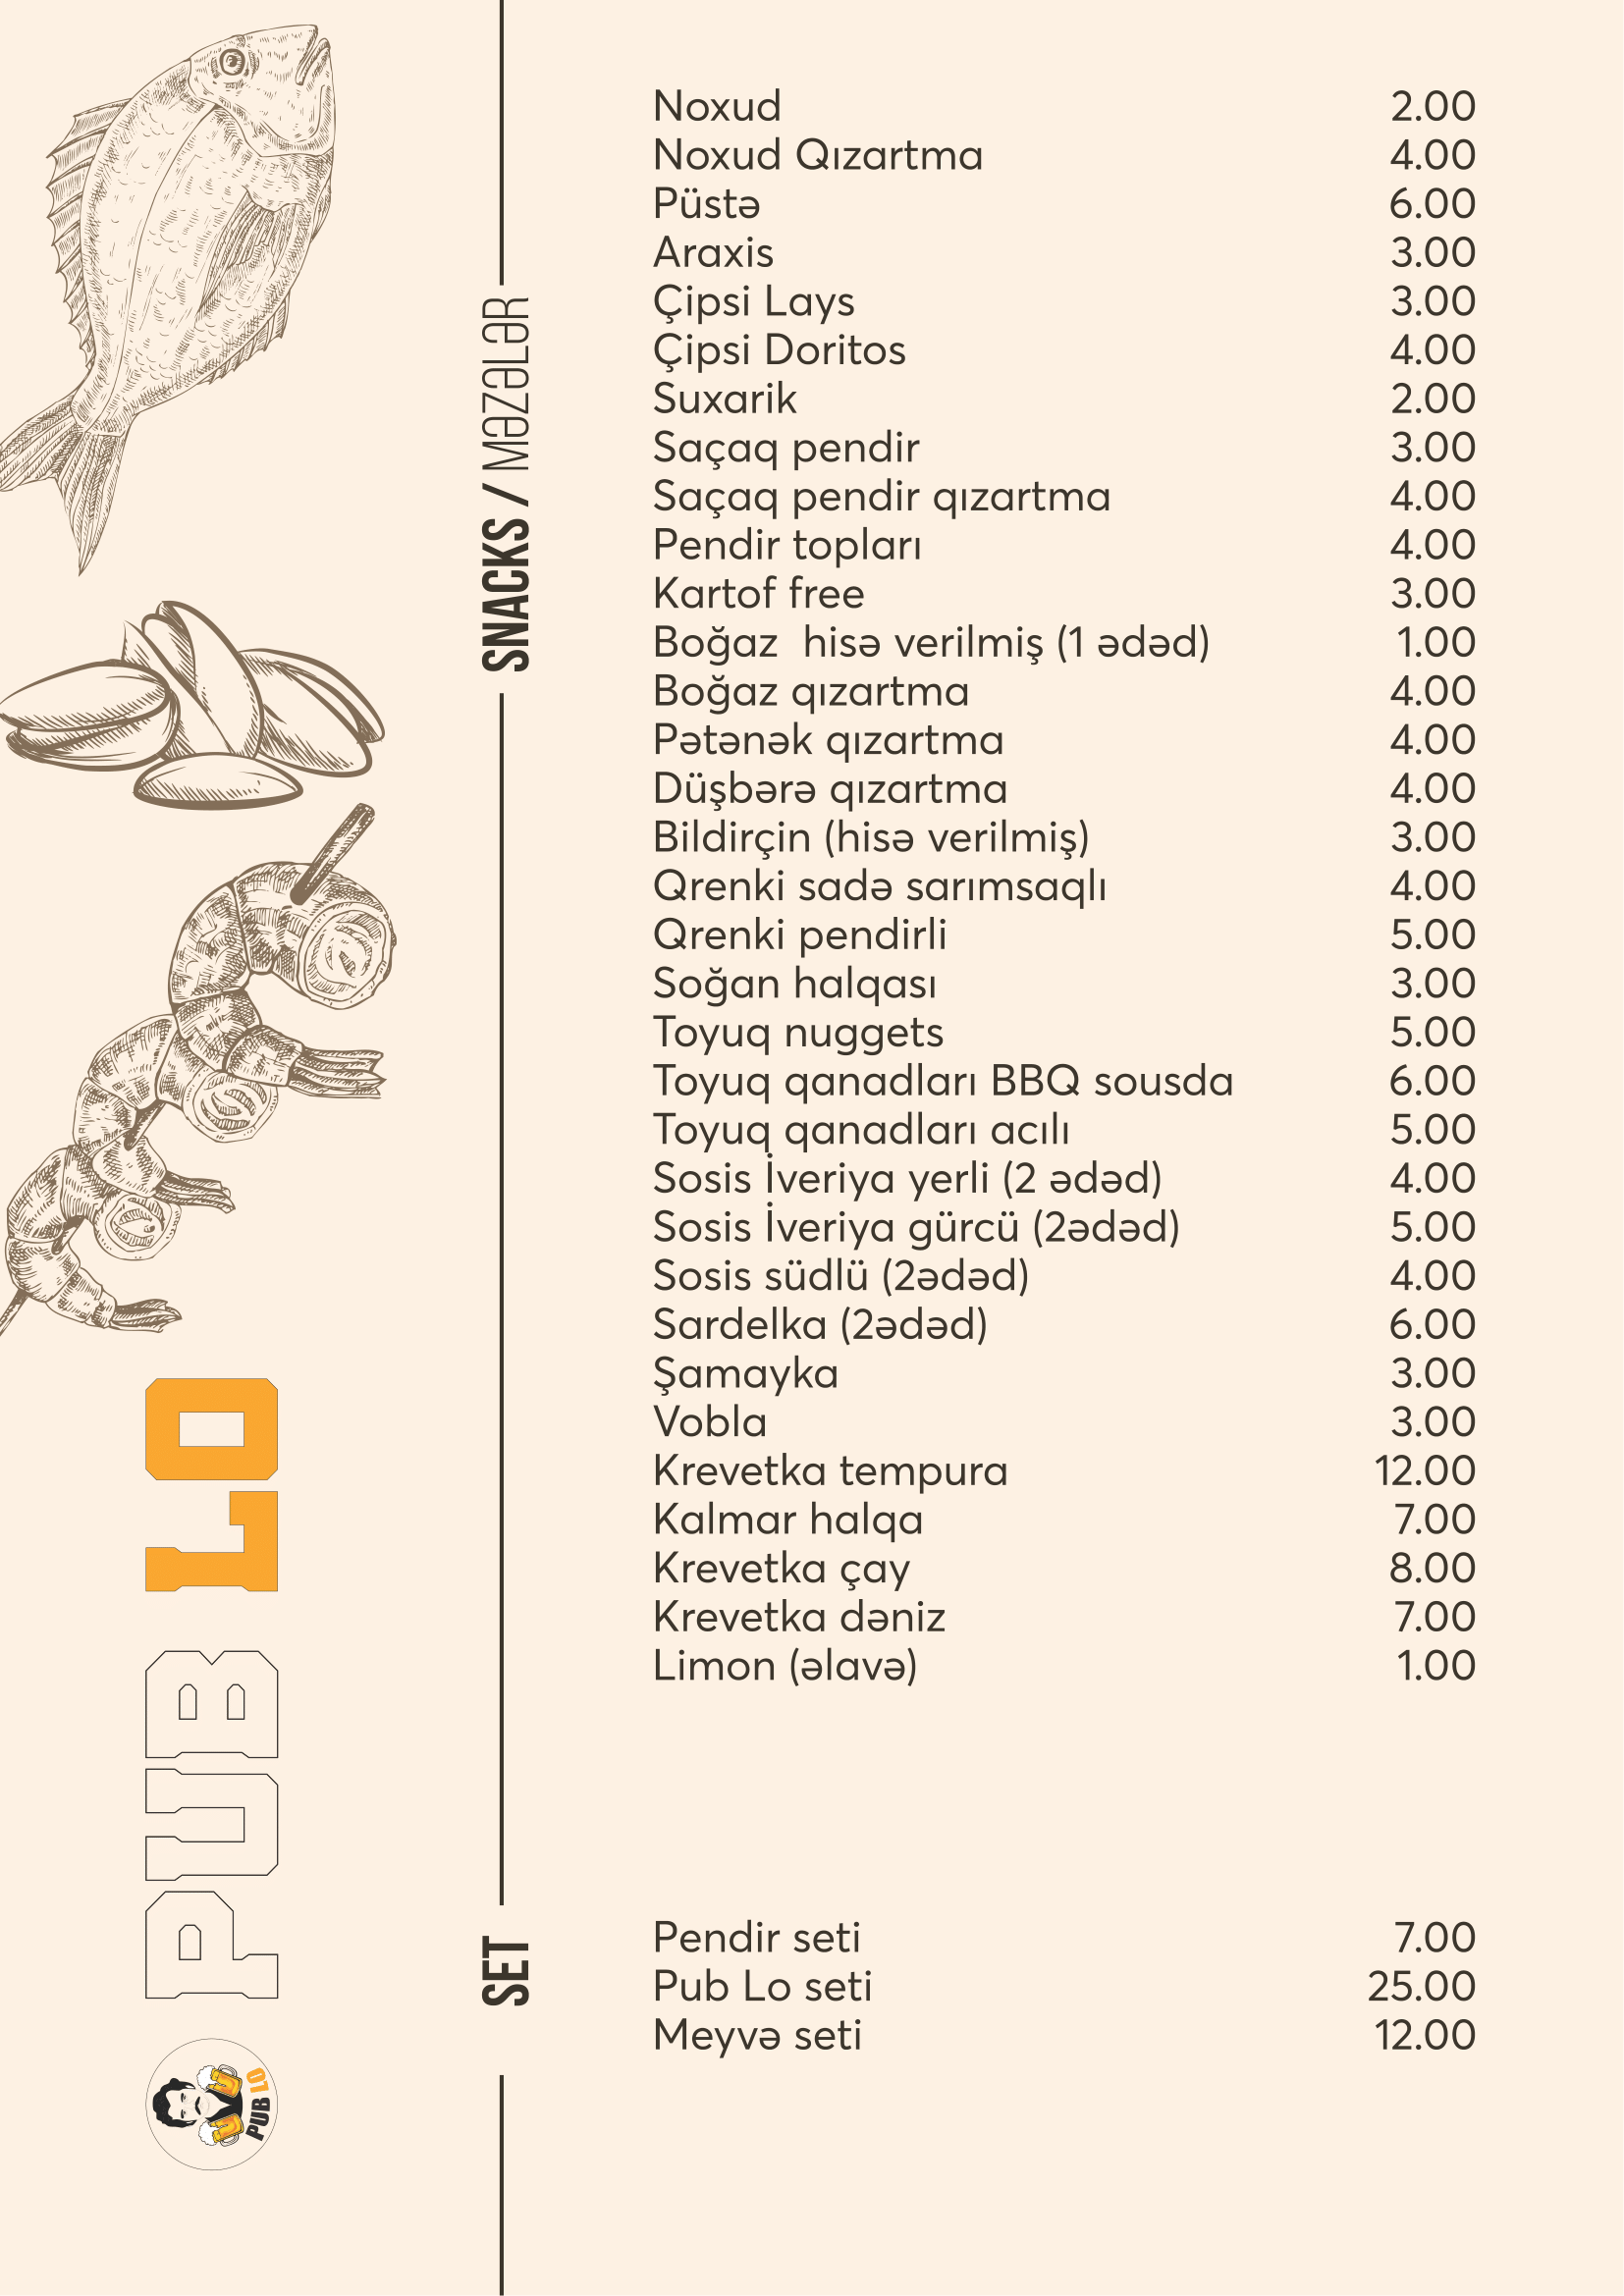 SNACKS / MƏZƏLƏR
Noxud 2.00
Noxud Qızartma 4.00
Püstə 6.00
Araxis 3.00
Çipsi Lays 3.00
Çipsi Doritos 4.00
Suxarik 2.00
Saçaq pendir 3.00
Saçaq pendir qızartma 4.00
Pendir topları 4.00
Kartof free 3.00
Boğaz  hisə verilmiş (1 ədəd) 1.00
Boğaz qızartma 4.00
Pətənək qızartma 4.00
Düşbərə qızartma 4.00
Bildirçin (hisə verilmiş) 3.00
Qrenki sadə sarımsaqlı 4.00
Qrenki pendirli 5.00
Soğan halqası 3.00
Toyuq nuggets 5.00
Toyuq qanadları BBQ sousda 6.00
Toyuq qanadları acılı 5.00
Sosis İveriya yerli (2 ədəd) 4.00
Sosis İveriya gürcü (2ədəd) 5.00
Sosis südlü (2ədəd) 4.00
Sardelka (2ədəd) 6.00
Şamayka 3.00
Vobla 3.00
Krevetka tempura 12.00
Kalmar halqa 7.00
Krevetka çay 8.00
Krevetka dəniz 7.00
Limon (əlavə) 1.00
SET
Pendir seti 7.00
Pub Lo seti 25.00
Meyvə seti 12.00
PUB LO
PUB LO